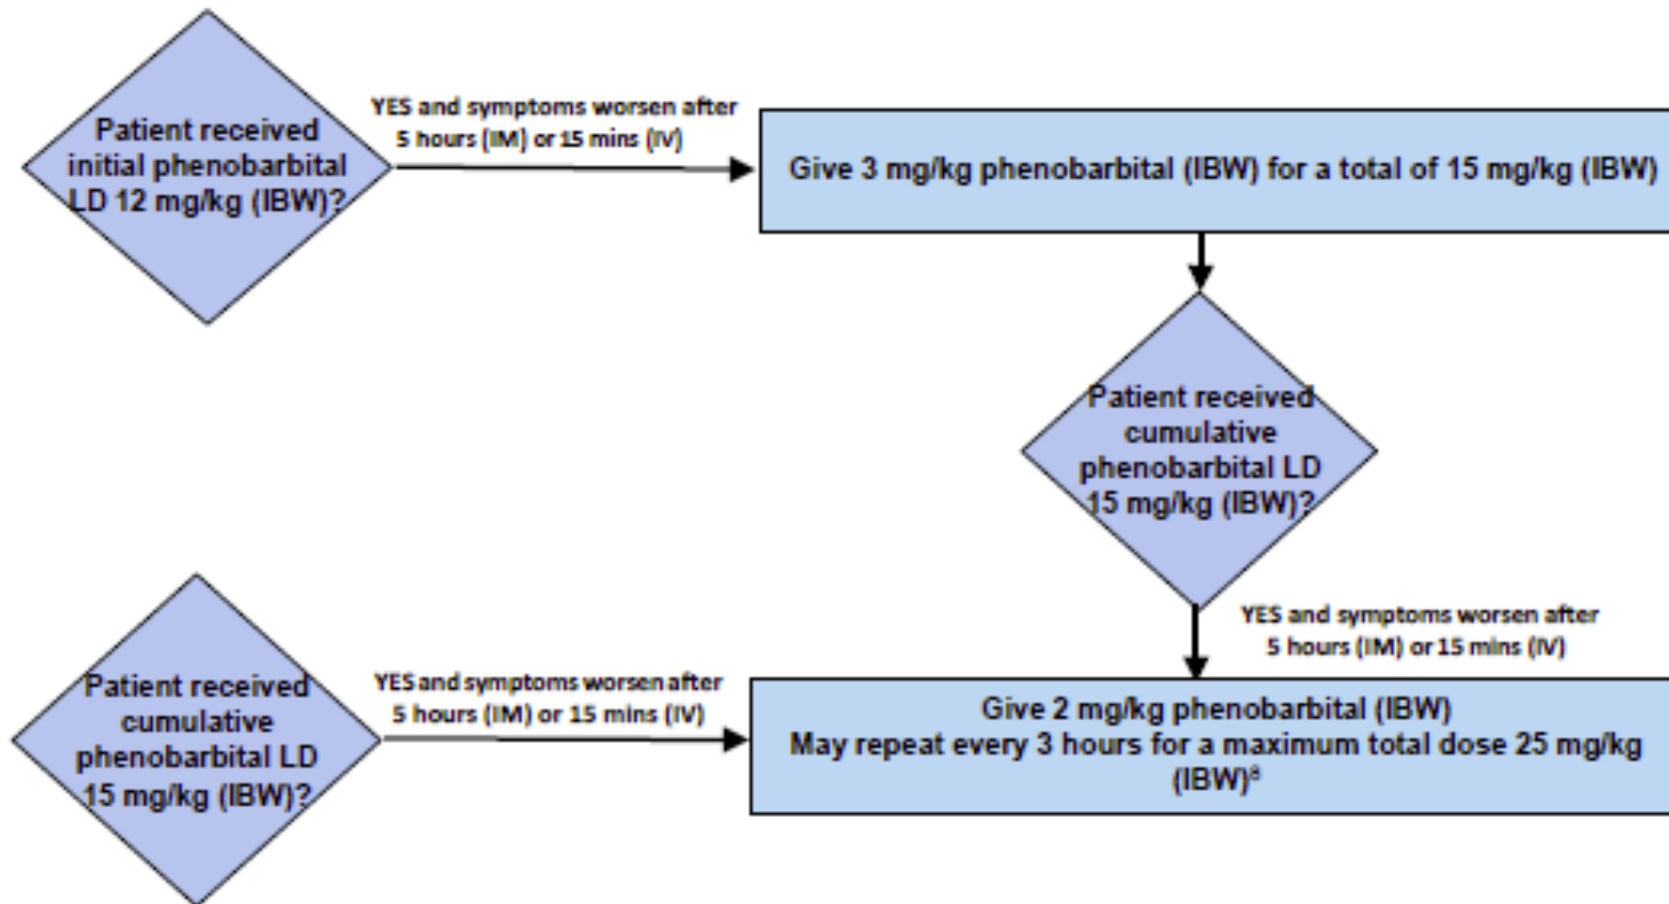 Patient received
initial phenobarbital
LD 12 mg/kg (IBW)?
YES and symptoms worsen after
5 hours (IM) or 15 mins (IV)
Give 3 mg/kg phenobarbital (IBW) for a total of 15 mg/kg (IBW)
Patient received
cumulative
phenobarbital LD
15 mg/kg (IBW)?
YES and symptoms worsen after
5 hours (IM) or 15 mins (IV)
Patient received
cumulative
phenobarbital LD
15 mg/kg (IBW)?
YES and symptoms worsen after
5 hours (IM) or 15 mins (IV)
Give 2 mg/kg phenobarbital (IBW)
May repeat every 3 hours for a maximum total dose 25 mg/kg
(IBW)⁸